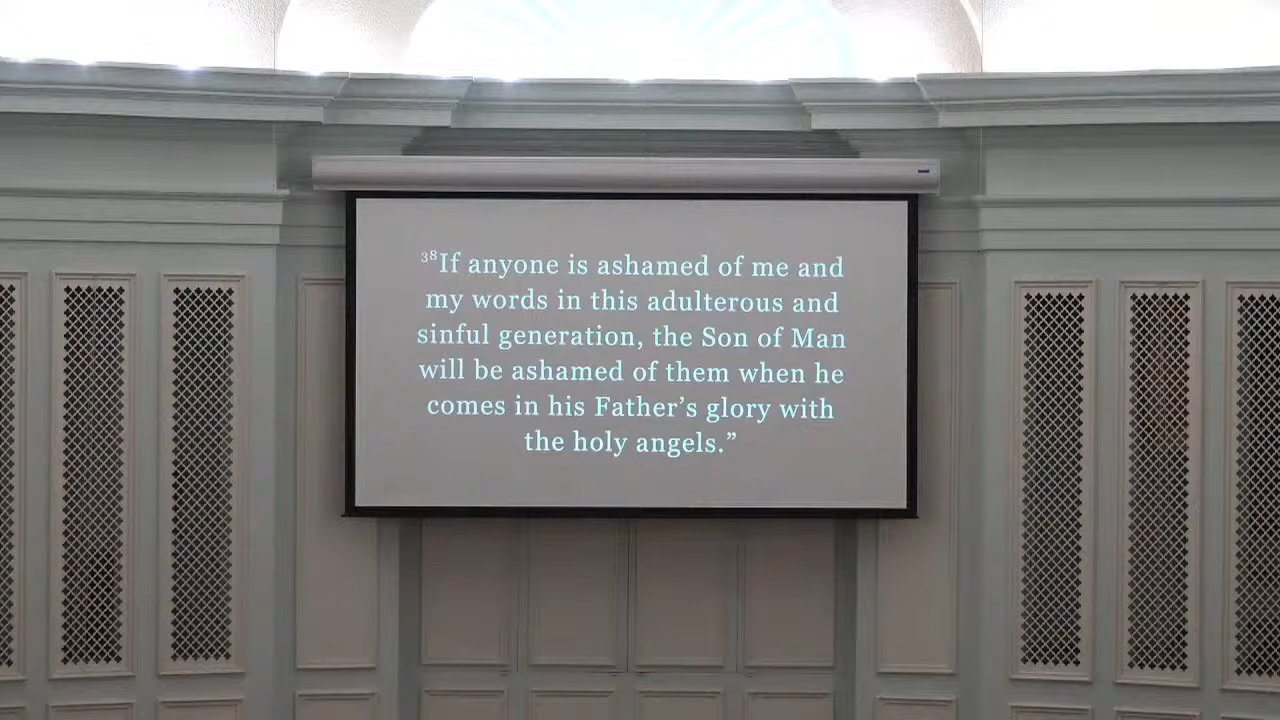 ³⁸If anyone is ashamed of me and
my words in this adulterous and
sinful generation, the Son of Man
will be ashamed of them when he
comes in his Father’s glory with
the holy angels.”